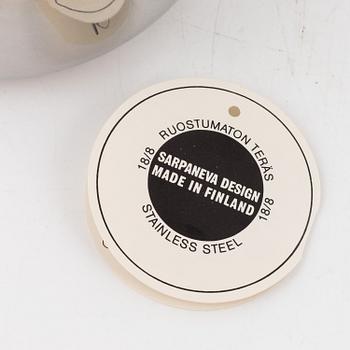 18/8 RUOSTUMATON TERÄS
SARPANEVA DESIGN
MADE IN FINLAND
STAINLESS STEEL 18/8